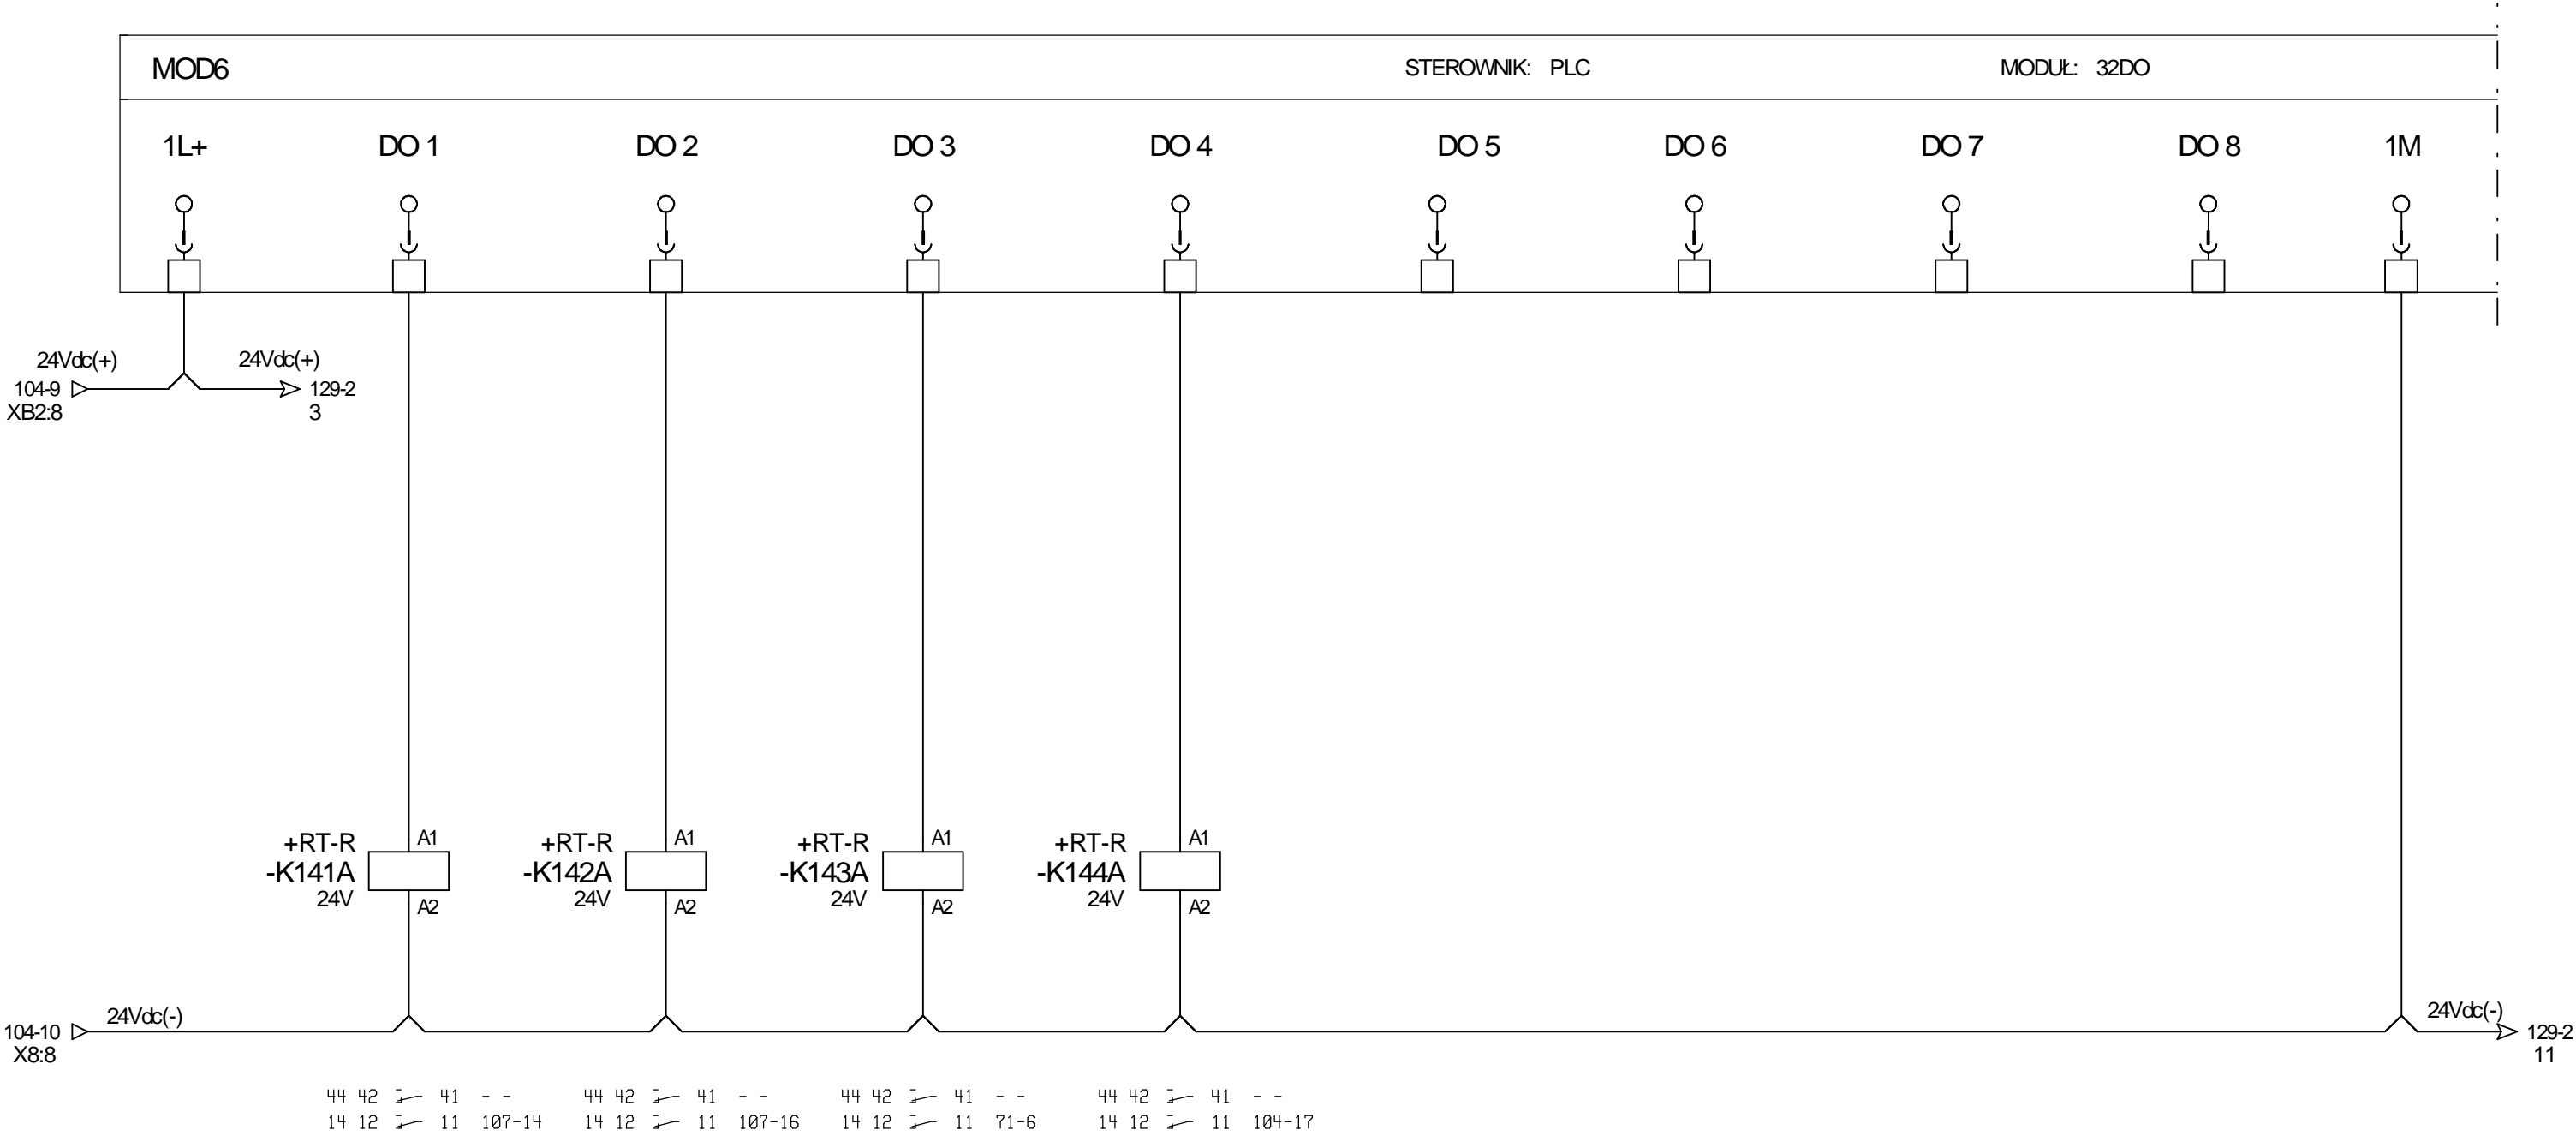 MOD6 STEROWNIK: PLC MODUŁ: 32DO
1L+ DO 1 DO 2 DO 3 DO 4 DO 5 DO 6 DO 7 DO 8 1M
24Vdc(+) 24Vdc(+)
104-9 129-2
XB2:8 3
+RT-R A1 +RT-R A1 +RT-R A1 +RT-R A1
-K141A -K142A -K143A -K144A
24V A2 24V A2 24V A2 24V A2
24Vdc(-) 24Vdc(-)
104-10 129-2
X8:8 11
44 42 41 - - 44 42 41 - - 44 42 41 - - 44 42 41 - -
14 12 11 107-14 14 12 11 107-16 14 12 11 71-6 14 12 11 104-17